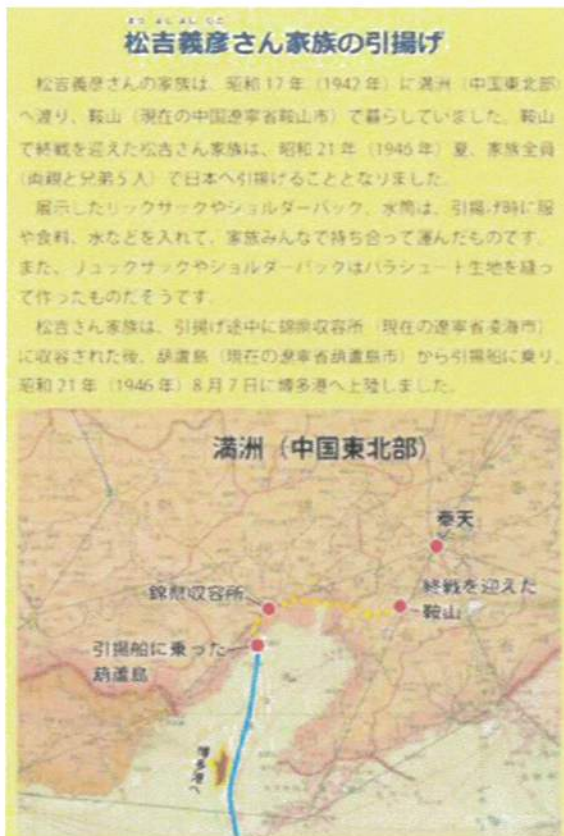 まつ よし よし ひこ
松吉義彦さん家族の引揚げ
松吉義彦さんの家族は、昭和17年（1942年）に満洲（中国東北部）
へ渡り、鞍山（現在の中国遼寧省鞍山市）で暮らしていました。鞍山
で終戦を迎えた松吉さん家族は、昭和21年（1946年）夏、家族全員
（両親と兄弟5人）で日本へ引揚げることとなりました。
展示したリックサックやショルダーバック、水筒は、引揚げ時に服
や食料、水などを入れて、家族みんなで持ち合って運んだものです。
また、リュックサックやショルダーバックはパラシュート生地を縫っ
て作ったものだそうです。
松吉さん家族は、引揚げ途中に錦県収容所（現在の遼寧省凌海市）
に収容された後、葫蘆島（現在の遼寧省葫蘆島市）から引揚船に乗り、
昭和21年（1946年）8月7日に博多港へ上陸しました。
満洲（中国東北部）
奉天
錦県収容所
終戦を迎えた
鞍山
引揚船に乗った
葫蘆島
博多港へ